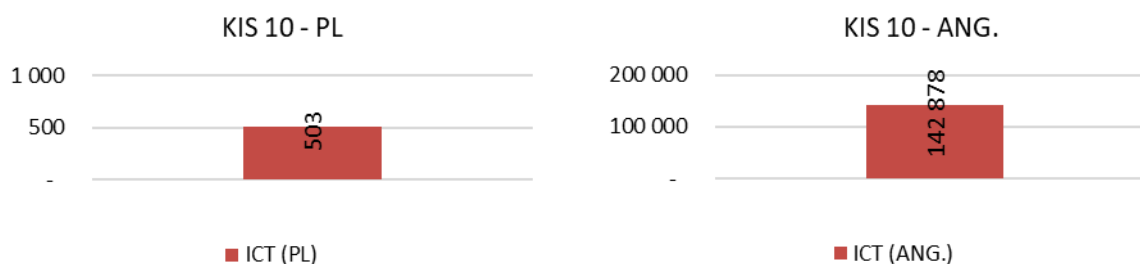 KIS 10 - PL
1 000
500
503
-
ICT (PL)
KIS 10 - ANG.
200 000
142 878
100 000
-
ICT (ANG.)